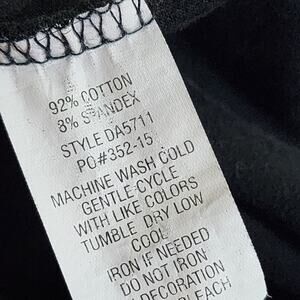 92% COTTON
8% SPANDEX
STYLE DA5711
PO#352-15
MACHINE WASH COLD
GENTLE CYCLE
WITH LIKE COLORS
TUMBLE DRY LOW
COOL
IRON IF NEEDED
DO NOT IRON
DECORATION
BLEACH